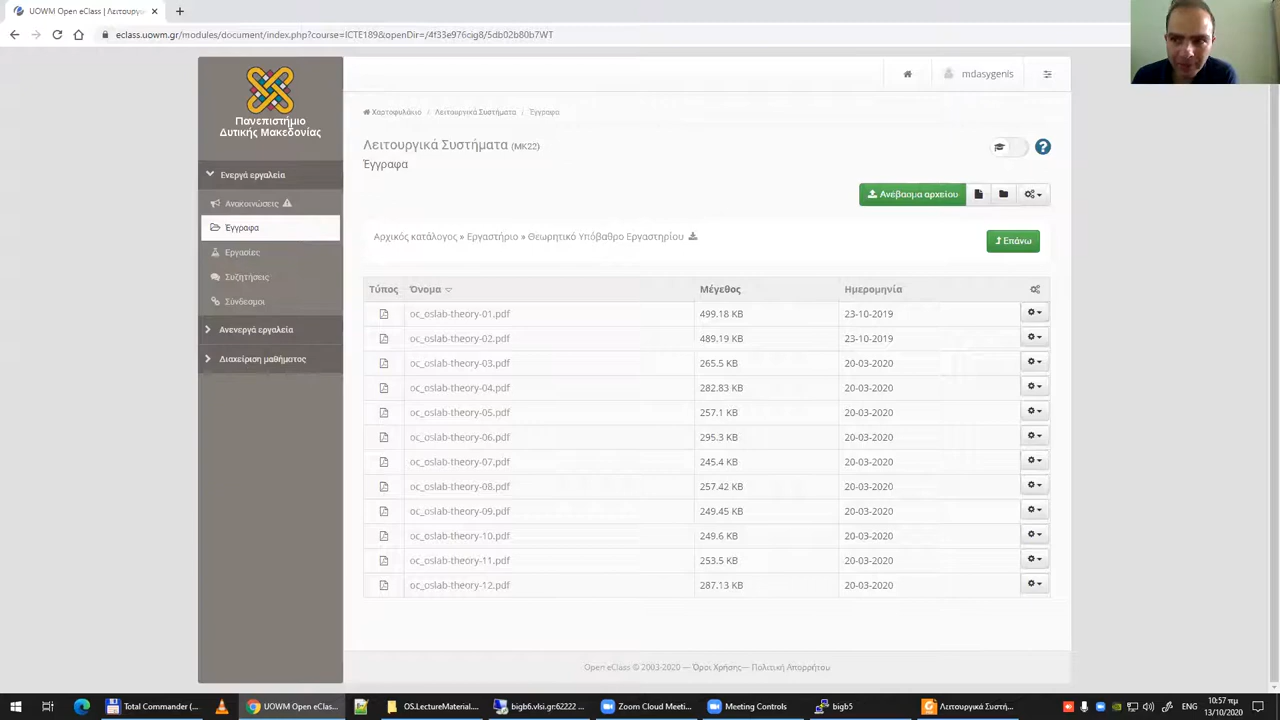 UOWM Open eClass | Λειτουργι
eclass.uowm.gr/modules/document/index.php?course=ICTE189&openDir=/4f33e976cig8/5db02b80b7WT
Πανεπιστήμιο
Δυτικής Μακεδονίας
mdasygenis
Χαρτοφυλάκιο / Λειτουργικά Συστήματα / Έγγραφα
Λειτουργικά Συστήματα (MK22)
Έγγραφα
Ανέβασμα αρχείου
Ενεργά εργαλεία
Ανακοινώσεις
Έγγραφα
Εργασίες
Συζητήσεις
Σύνδεσμοι
Ανενεργά εργαλεία
Διαχείριση μαθήματος
Αρχικός κατάλογος » Εργαστήριο » Θεωρητικό Υπόβαθρο Εργαστηρίου
Επάνω
Τύπος Όνομα Μέγεθος Ημερομηνία
oc_oslab-theory-01.pdf 499.18 KB 23-10-2019
oc_oslab-theory-02.pdf 489.19 KB 23-10-2019
oc_oslab-theory-03.pdf 265.5 KB 20-03-2020
oc_oslab-theory-04.pdf 282.83 KB 20-03-2020
oc_oslab-theory-05.pdf 257.1 KB 20-03-2020
oc_oslab-theory-06.pdf 295.3 KB 20-03-2020
oc_oslab-theory-07.pdf 245.4 KB 20-03-2020
oc_oslab-theory-08.pdf 257.42 KB 20-03-2020
oc_oslab-theory-09.pdf 249.45 KB 20-03-2020
oc_oslab-theory-10.pdf 249.6 KB 20-03-2020
oc_oslab-theory-11.pdf 253.5 KB 20-03-2020
oc_oslab-theory-12.pdf 287.13 KB 20-03-2020
Open eClass © 2003-2020 — Όροι Χρήσης— Πολιτική Απορρήτου
Total Commander (... UOWM Open eClas... OS.LectureMaterial... bigb6.vlsi.gr:62222 ... Zoom Cloud Meetin... Meeting Controls bigb5 Λειτουργικά Συστή... ΕΛ 10:57 πμ
13/10/2020